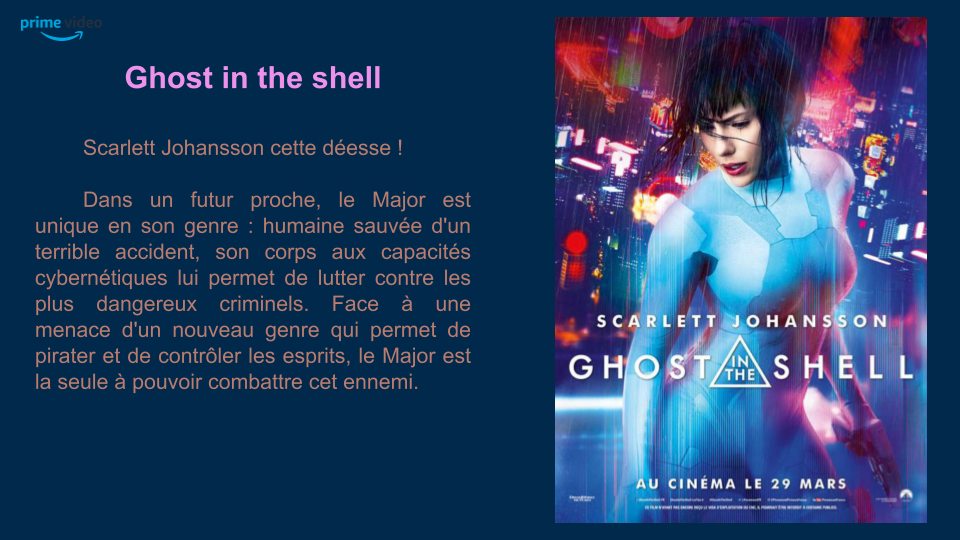 prime video
Ghost in the shell
Scarlett Johansson cette déesse !
Dans un futur proche, le Major est
unique en son genre : humaine sauvée d'un
terrible accident, son corps aux capacités
cybernétiques lui permet de lutter contre les
plus dangereux criminels. Face à une
menace d'un nouveau genre qui permet de
pirater et de contrôler les esprits, le Major est
la seule à pouvoir combattre cet ennemi.
SCARLETT JOHANSSON
GHOST IN THE SHELL
AU CINÉMA LE 29 MARS